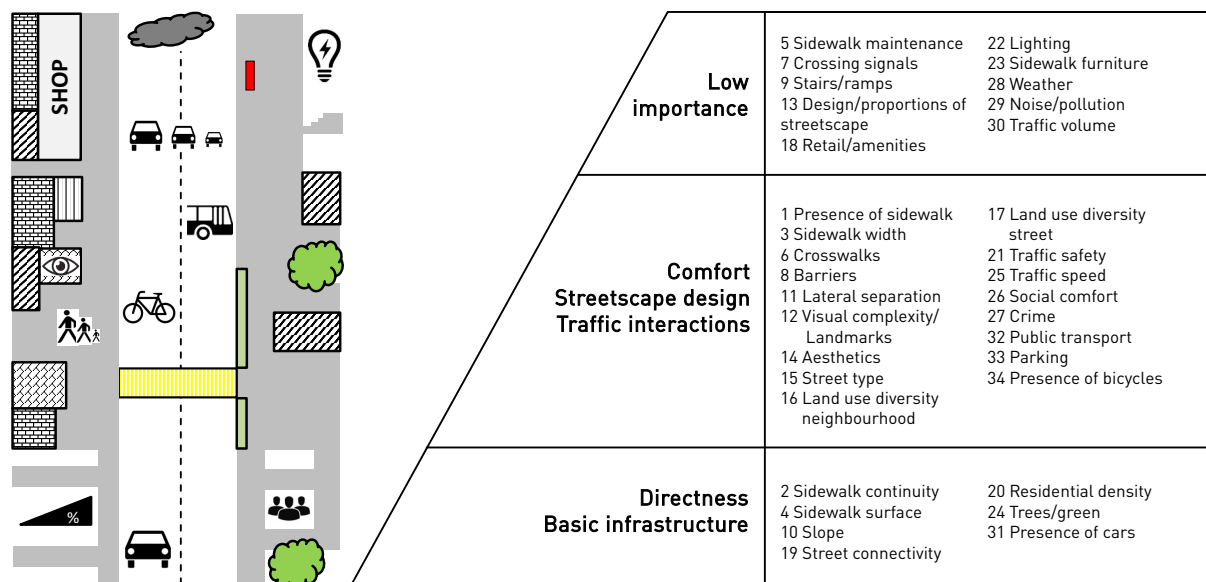 SHOP
%
Low
importance
5 Sidewalk maintenance
7 Crossing signals
9 Stairs/ramps
13 Design/proportions of
streetscape
18 Retail/amenities
22 Lighting
23 Sidewalk furniture
28 Weather
29 Noise/pollution
30 Traffic volume
Comfort
Streetscape design
Traffic interactions
1 Presence of sidewalk
3 Sidewalk width
6 Crosswalks
8 Barriers
11 Lateral separation
12 Visual complexity/
Landmarks
14 Aesthetics
15 Street type
16 Land use diversity
neighbourhood
17 Land use diversity
street
21 Traffic safety
25 Traffic speed
26 Social comfort
27 Crime
32 Public transport
33 Parking
34 Presence of bicycles
Directness
Basic infrastructure
2 Sidewalk continuity
4 Sidewalk surface
10 Slope
19 Street connectivity
20 Residential density
24 Trees/green
31 Presence of cars